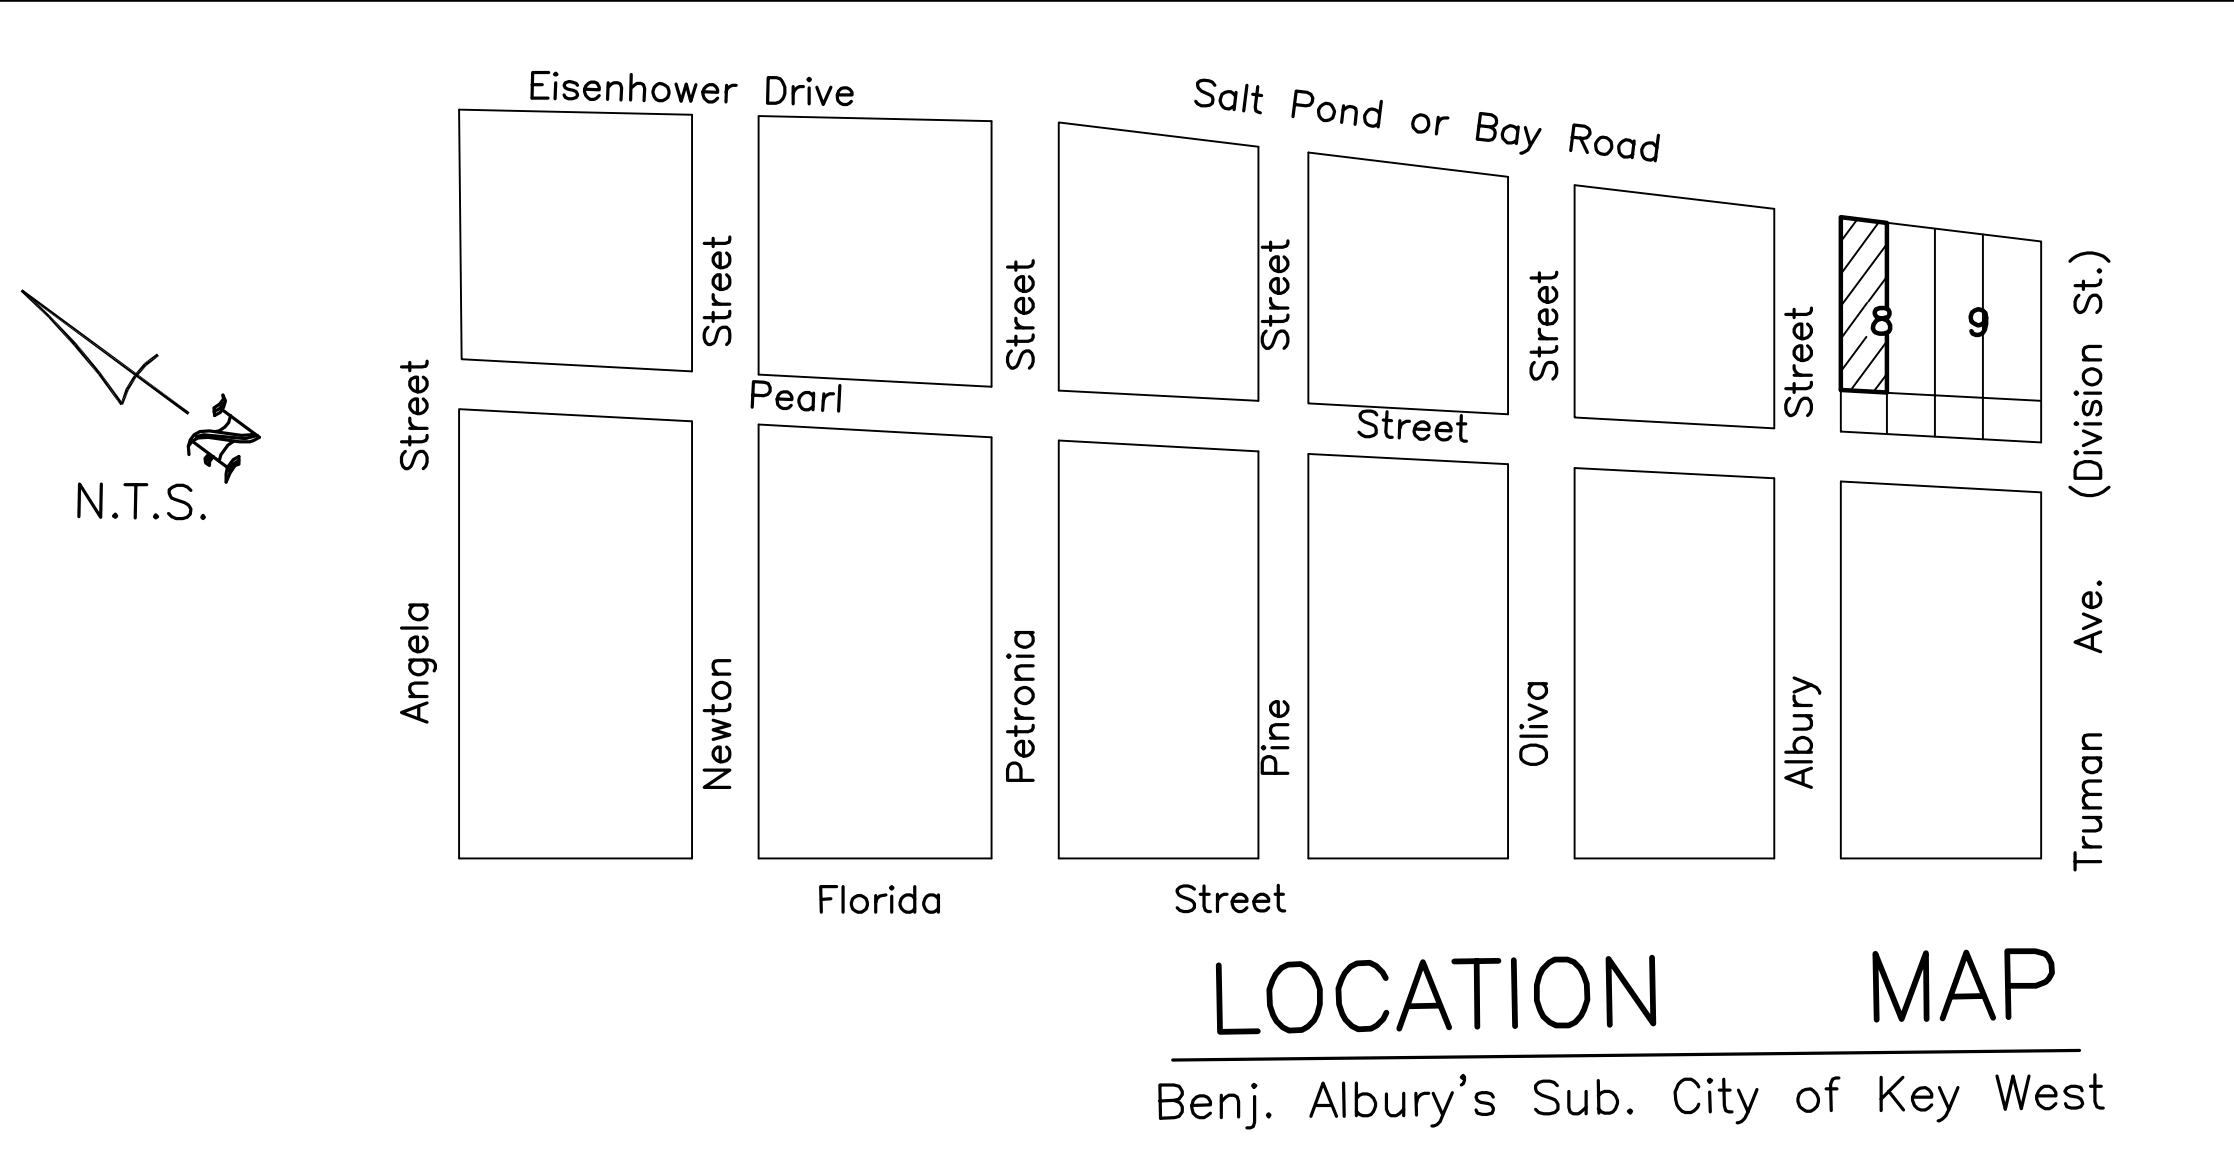 Eisenhower Drive
Salt Pond or Bay Road
N
N.T.S.
Angela Street
Newton Street
Petronia Street
Pine Street
Oliva Street
Albury Street
8
9
Truman Ave. (Division St.)
Pearl Street
Florida Street
LOCATION MAP
Benj. Albury's Sub. City of Key West